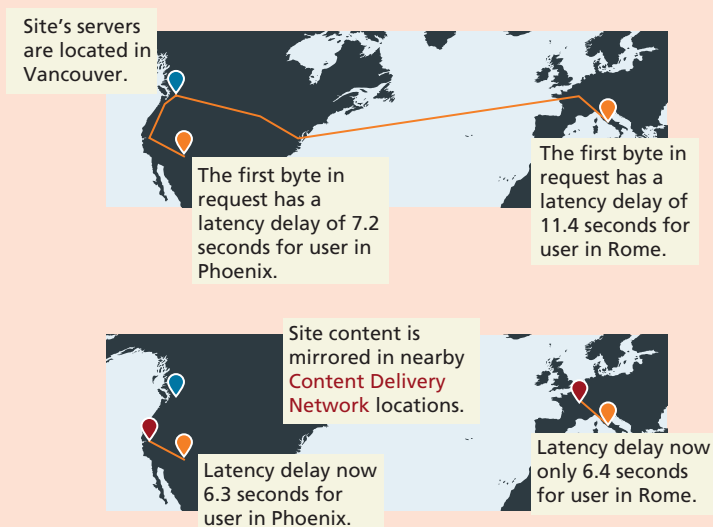 Site's servers
are located in
Vancouver.
The first byte in
request has a
latency delay of 7.2
seconds for user in
Phoenix.
The first byte in
request has a
latency delay of
11.4 seconds for
user in Rome.
Site content is
mirrored in nearby
Content Delivery
Network locations.
Latency delay now
6.3 seconds for
user in Phoenix.
Latency delay now
only 6.4 seconds
for user in Rome.